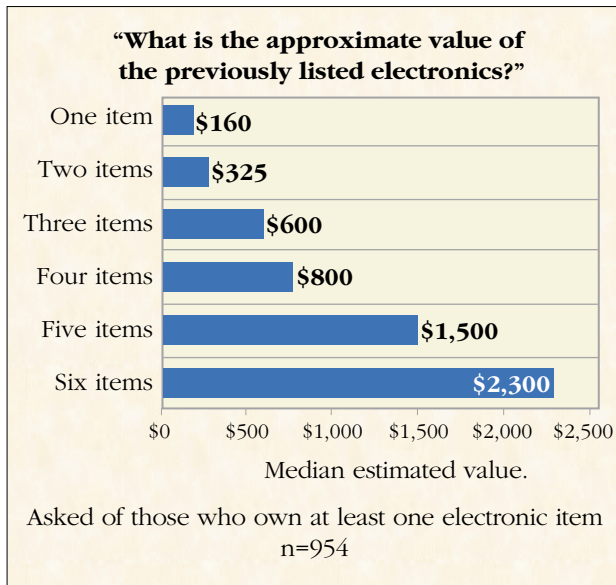 “What is the approximate value of
the previously listed electronics?”
One item $160
Two items $325
Three items $600
Four items $800
Five items $1,500
Six items $2,300
$0 $500 $1,000 $1,500 $2,000 $2,500
Median estimated value.
Asked of those who own at least one electronic item
n=954